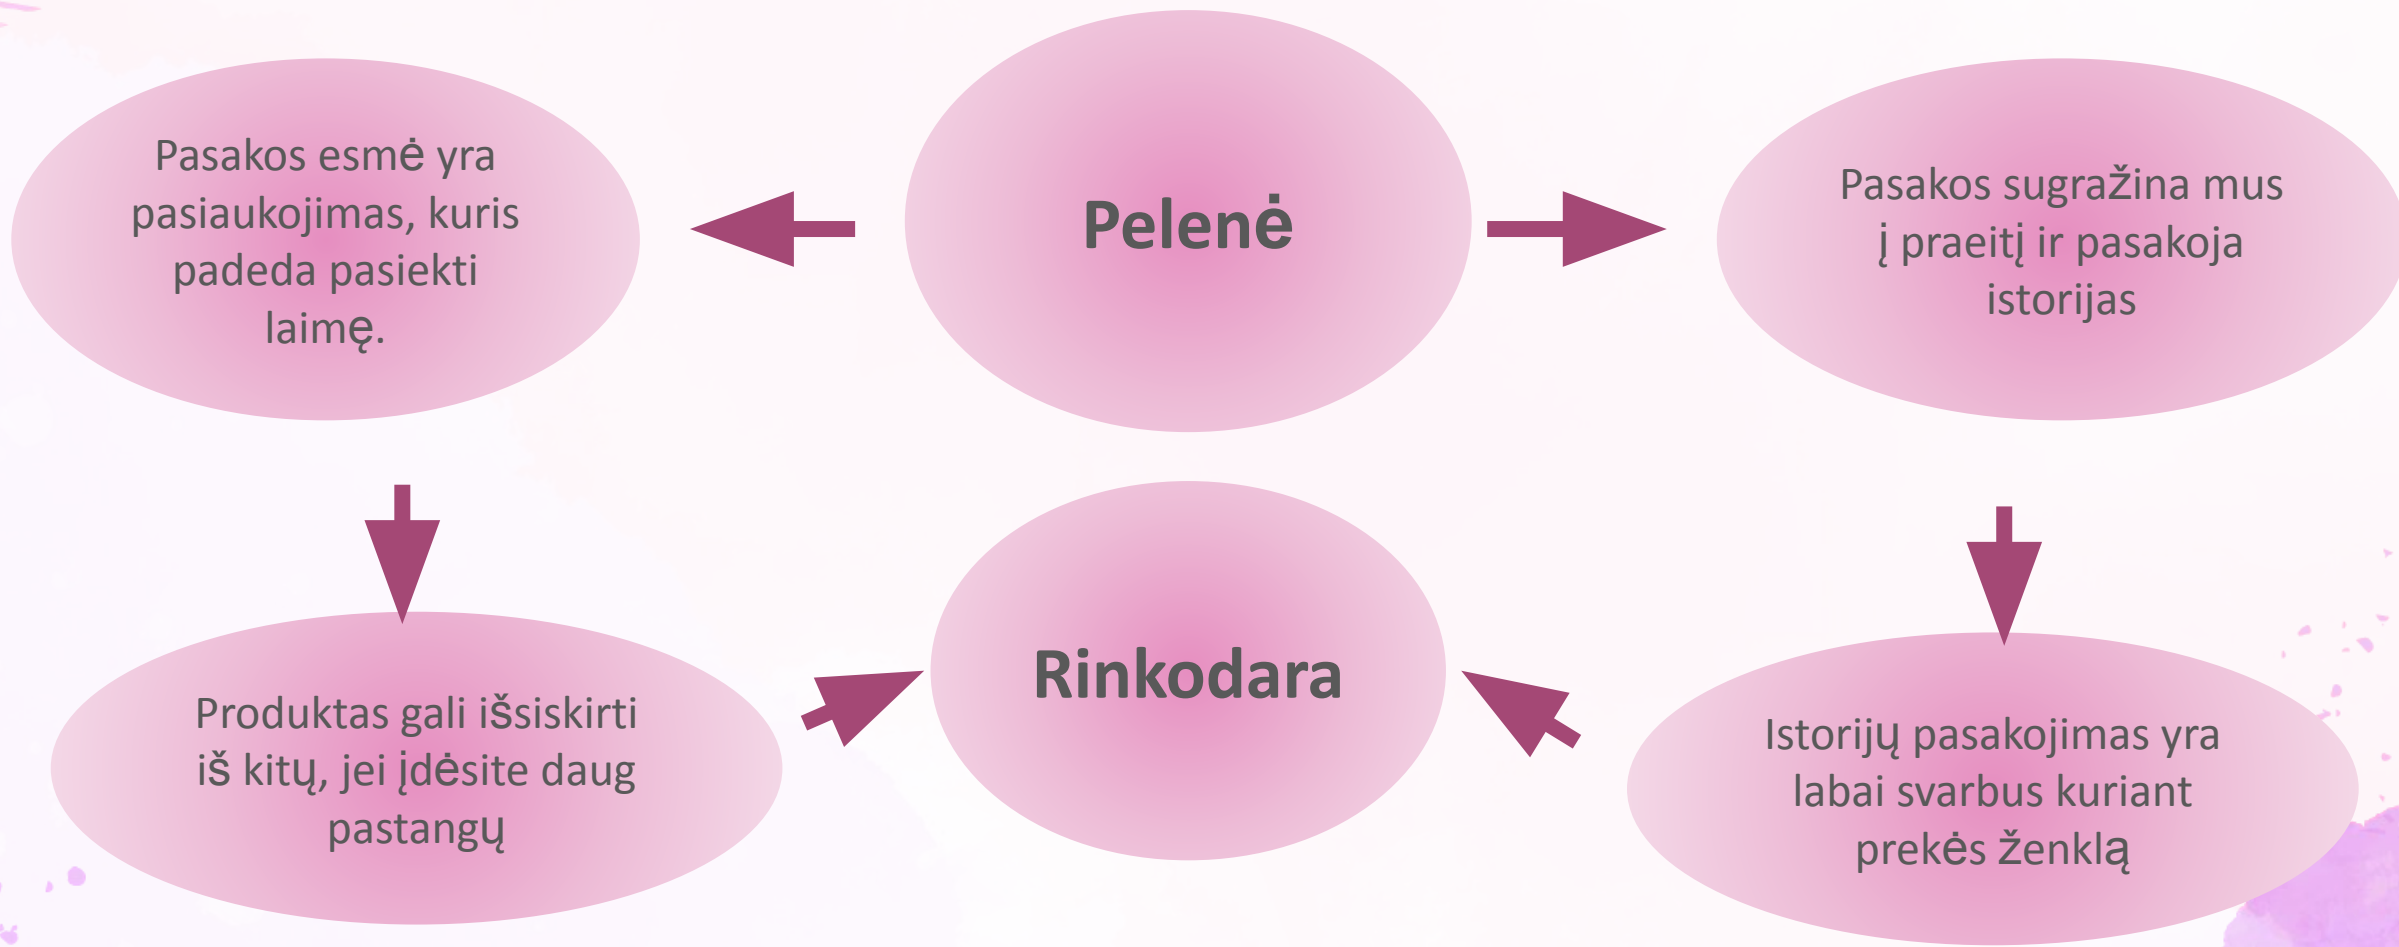 Pasakos esmė yra
pasiaukojimas, kuris
padeda pasiekti
laimę.
Pelenė
Pasakos sugražina mus
į praeitį ir pasakoja
istorijas
Produktas gali išsiskirti
iš kitų, jei įdėsite daug
pastangų
Rinkodara
Istorijų pasakojimas yra
labai svarbus kuriant
prekės ženklą